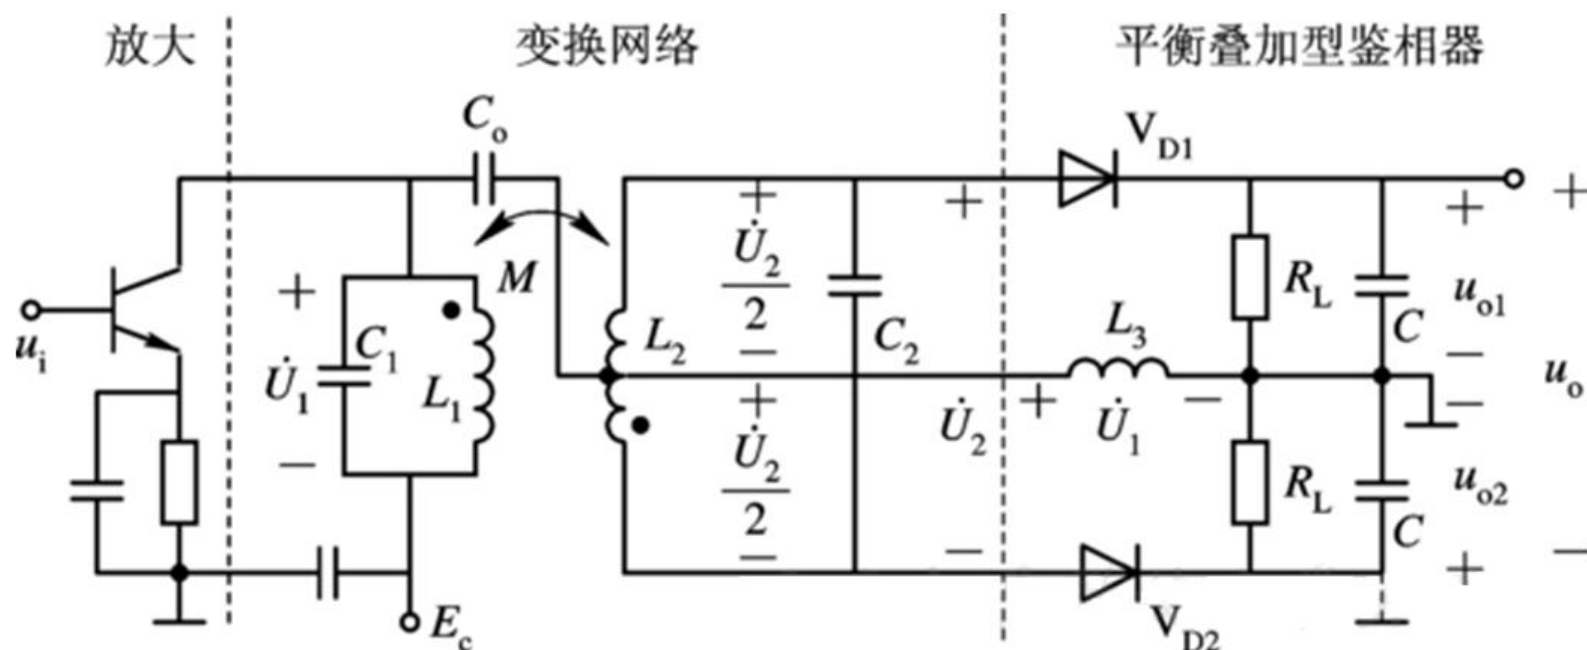 放大
变换网络
平衡叠加型鉴相器
C_o
V_D1
M
+
U̇_2
2
−
+
U̇_2
2
−
+
U̇_2
−
L_2
C_2
L_3
+
U̇_1
−
R_L
C
+
u_o1
−
−
u_o2
+
R_L
C
+
u_o
−
u_i
+
U̇_1
−
C_1
L_1
E_c
V_D2